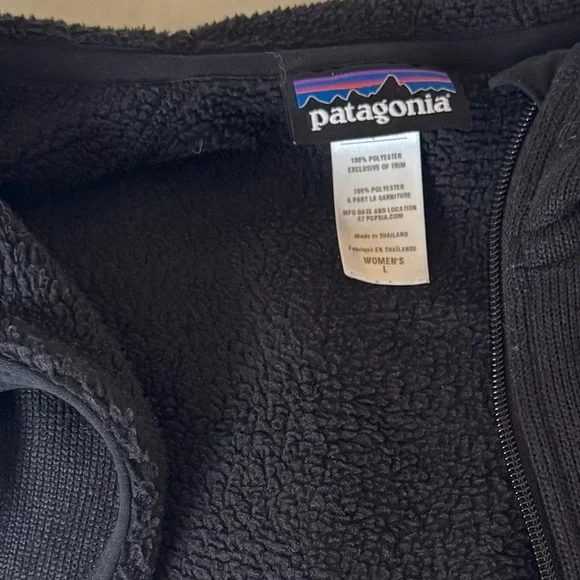 patagonia
100% POLYESTER
EXCLUSIVE OF TRIM
100% POLYESTER
À PART LA GARNITURE
MFG DATE AND LOCATION
AT PCPSIA.COM
Made in THAILAND
Fabriqué EN THAÏLANDE
WOMEN'S
L